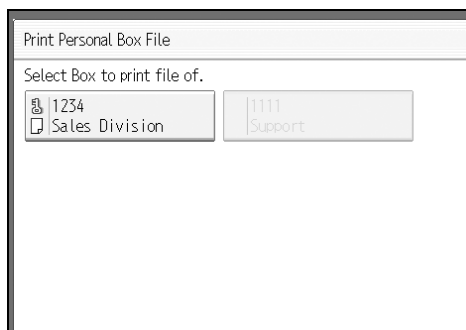 Print Personal Box File
Select Box to print file of.
1234
Sales Division
1111
Support